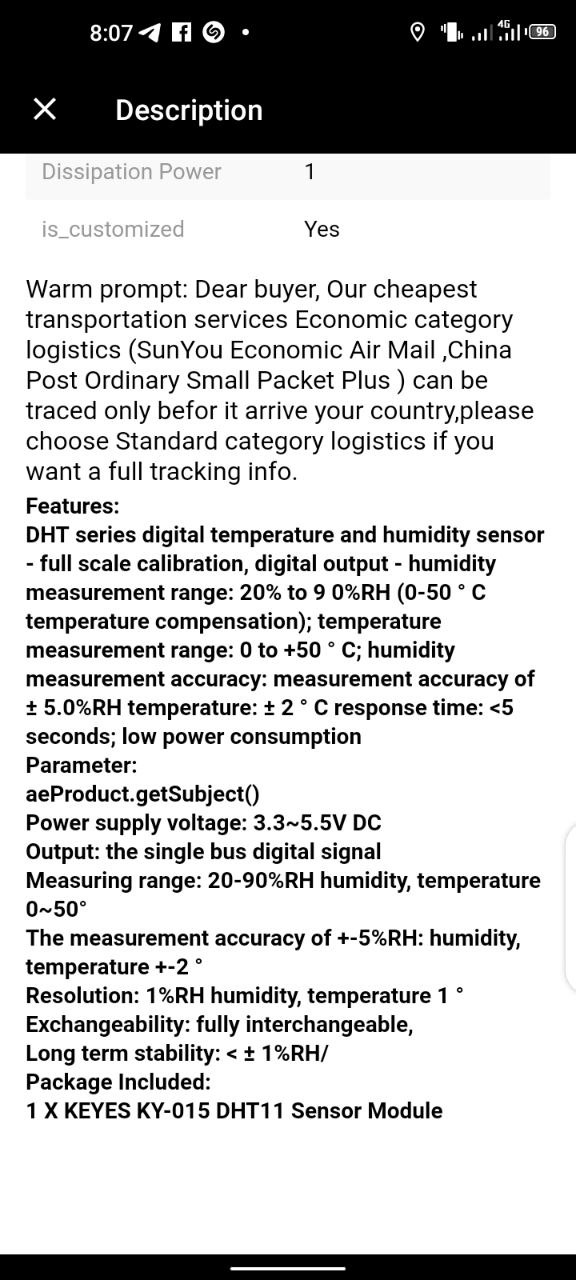 8:07
4G
96
Description
Dissipation Power 1
is_customized Yes
Warm prompt: Dear buyer, Our cheapest
transportation services Economic category
logistics (SunYou Economic Air Mail ,China
Post Ordinary Small Packet Plus ) can be
traced only befor it arrive your country,please
choose Standard category logistics if you
want a full tracking info.
Features:
DHT series digital temperature and humidity sensor
- full scale calibration, digital output - humidity
measurement range: 20% to 9 0%RH (0-50 ° C
temperature compensation); temperature
measurement range: 0 to +50 ° C; humidity
measurement accuracy: measurement accuracy of
± 5.0%RH temperature: ± 2 ° C response time: <5
seconds; low power consumption
Parameter:
aeProduct.getSubject()
Power supply voltage: 3.3~5.5V DC
Output: the single bus digital signal
Measuring range: 20-90%RH humidity, temperature
0~50°
The measurement accuracy of +-5%RH: humidity,
temperature +-2 °
Resolution: 1%RH humidity, temperature 1 °
Exchangeability: fully interchangeable,
Long term stability: < ± 1%RH/
Package Included:
1 X KEYES KY-015 DHT11 Sensor Module